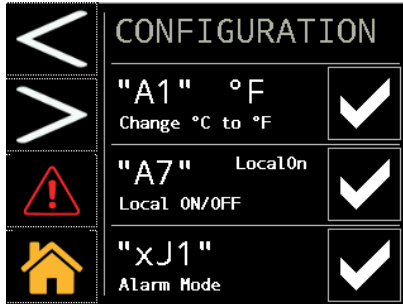 CONFIGURATION
"A1" °F
Change °C to °F
"A7" LocalOn
Local ON/OFF
"xJ1"
Alarm Mode